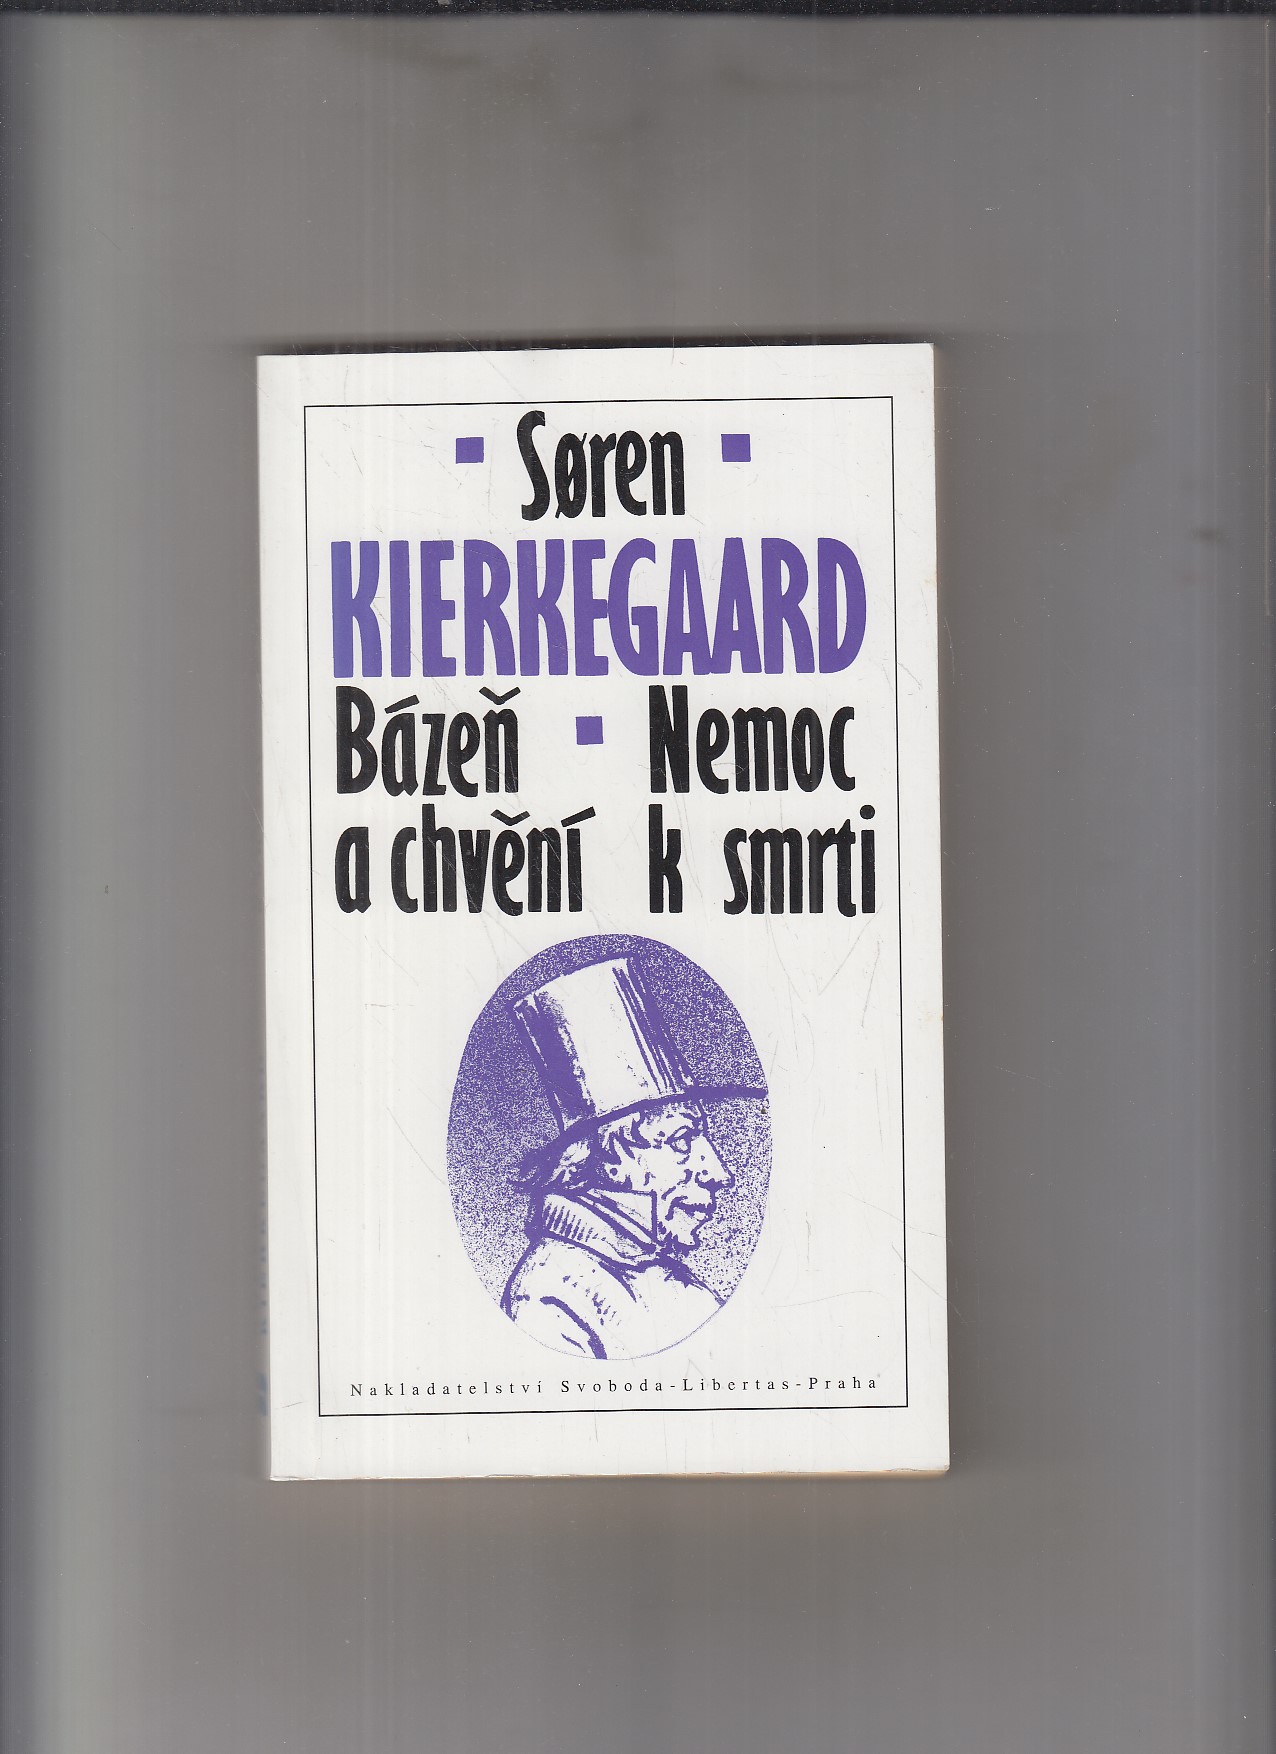 Søren
KIERKEGAARD
Bázeň
a chvění
Nemoc
k smrti
Nakladatelství Svoboda-Libertas-Praha